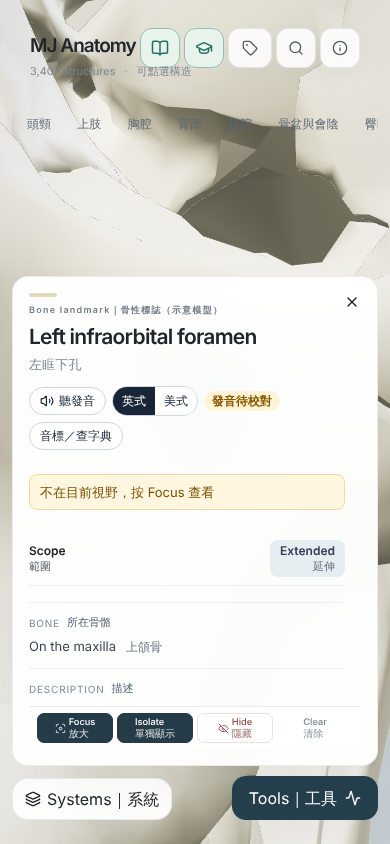 MJ Anatomy
structures · 可點選構造
頭頸 上肢 胸腔 背部 骨盆與會陰 臀
Bone landmark｜骨性標誌（示意模型）
Left infraorbital foramen
左眶下孔
聽發音 英式 美式 發音待校對
音標／查字典
不在目前視野，按 Focus 查看
Scope Extended
範圍 延伸
BONE 所在骨骼
On the maxilla 上頜骨
DESCRIPTION 描述
Focus Isolate Hide Clear
放大 單獨顯示 隱藏 清除
Systems｜系統 Tools｜工具